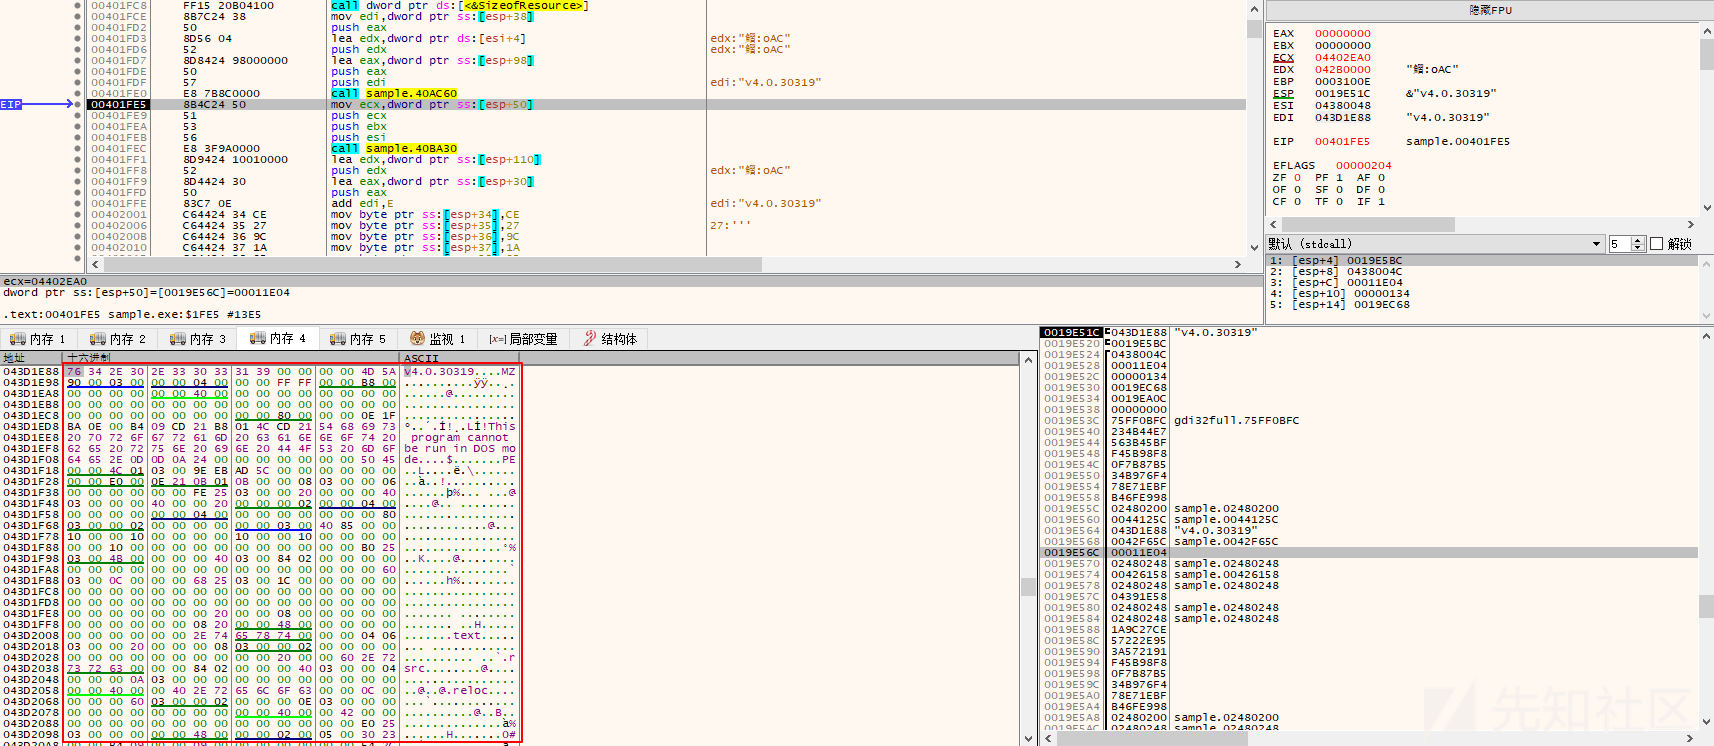 00401FC8 FF15 20B04100 call dword ptr ds:[<&SizeofResource>]
00401FCE 8B7C24 38 mov edi,dword ptr ss:[esp+38]
00401FD2 50 push eax
00401FD3 8D56 04 lea edx,dword ptr ds:[esi+4] edx:"鰡:oAC"
00401FD6 52 push edx edx:"鰡:oAC"
00401FD7 8D8424 98000000 lea eax,dword ptr ss:[esp+98]
00401FDE 50 push eax
00401FDF 57 push edi edi:"v4.0.30319"
00401FE0 E8 7B8C0000 call sample.40AC60
EIP 00401FE5 8B4C24 50 mov ecx,dword ptr ss:[esp+50]
00401FE9 51 push ecx
00401FEA 53 push ebx
00401FEB 56 push esi
00401FEC E8 3F9A0000 call sample.40BA30
00401FF1 8D9424 10010000 lea edx,dword ptr ss:[esp+110]
00401FF8 52 push edx edx:"鰡:oAC"
00401FF9 8D4424 30 lea eax,dword ptr ss:[esp+30]
00401FFD 50 push eax
00401FFE 83C7 0E add edi,E edi:"v4.0.30319"
00402001 C64424 34 CE mov byte ptr ss:[esp+34],CE
00402006 C64424 35 27 mov byte ptr ss:[esp+35],27 27:'''
0040200B C64424 36 9C mov byte ptr ss:[esp+36],9C
00402010 C64424 37 1A mov byte ptr ss:[esp+37],1A
隐藏FPU
EAX 00000000
EBX 00000000
ECX 04402EA0
EDX 042B0000 "鰡:oAC"
EBP 0003100E
ESP 0019E51C &"v4.0.30319"
ESI 04380048
EDI 043D1E88 "v4.0.30319"
EIP 00401FE5 sample.00401FE5
EFLAGS 00000204
ZF 0 PF 1 AF 0
OF 0 SF 0 DF 0
CF 0 TF 0 IF 1
默认 (stdcall) 5 解锁
1: [esp+4] 0019E5BC
2: [esp+8] 0438004C
3: [esp+C] 00011E04
4: [esp+10] 00000134
5: [esp+14] 0019EC68
ecx=04402EA0
dword ptr ss:[esp+50]=[0019E56C]=00011E04
.text:00401FE5 sample.exe:$1FE5 #13E5
内存 1 内存 2 内存 3 内存 4 内存 5 监视 1 [x=] 局部变量 结构体
地址 十六进制 ASCII
043D1E88 76 34 2E 30 2E 33 30 33 31 39 00 00 00 00 4D 5A v4.0.30319....MZ
043D1E98 90 00 03 00 00 00 04 00 00 00 FF FF 00 00 B8 00 ..........ÿÿ..¸.
043D1EA8 00 00 00 00 00 00 40 00 00 00 00 00 00 00 00 00 ......@.........
043D1EB8 00 00 00 00 00 00 00 00 00 00 00 00 00 00 00 00 ................
043D1EC8 00 00 00 00 00 00 00 00 00 00 80 00 00 00 0E 1F ................
043D1ED8 BA 0E 00 B4 09 CD 21 B8 01 4C CD 21 54 68 69 73 º..´.Í!¸.LÍ!This
043D1EE8 20 70 72 6F 67 72 61 6D 20 63 61 6E 6E 6F 74 20 program cannot
043D1EF8 62 65 20 72 75 6E 20 69 6E 20 44 4F 53 20 6D 6F be run in DOS mo
043D1F08 64 65 2E 0D 0D 0A 24 00 00 00 00 00 00 00 50 45 de....$.......PE
043D1F18 00 00 4C 01 03 00 9E EB AD 5C 00 00 00 00 00 00 ..L....ë.\......
043D1F28 00 00 E0 00 0E 21 0B 01 0B 00 00 08 03 00 00 06 ..à..!..........
043D1F38 00 00 00 00 00 00 FE 25 03 00 00 20 00 00 00 40 ......þ%... ...@
043D1F48 03 00 00 00 40 00 00 20 00 00 00 02 00 00 04 00 ....@.. ........
043D1F58 00 00 00 00 00 00 04 00 00 00 00 00 00 00 00 80 ................
043D1F68 03 00 00 02 00 00 00 00 00 00 03 00 40 85 00 00 ............@...
043D1F78 10 00 00 10 00 00 00 00 10 00 00 10 00 00 00 00 ................
043D1F88 00 00 10 00 00 00 00 00 00 00 00 00 00 00 B0 25 ..............°%
043D1F98 03 00 4B 00 00 00 00 40 03 00 84 02 00 00 00 00 ..K....@........
043D1FA8 00 00 00 00 00 00 00 00 00 00 00 00 00 00 00 60 ...............`
043D1FB8 03 00 0C 00 00 00 68 25 03 00 1C 00 00 00 00 00 ......h%........
043D1FC8 00 00 00 00 00 00 00 00 00 00 00 00 00 00 00 00 ................
043D1FD8 00 00 00 00 00 00 00 00 00 00 00 00 00 00 00 00 ................
043D1FE8 00 00 00 00 00 00 00 20 00 00 08 00 00 00 00 00 ....... ........
043D1FF8 00 00 00 00 00 00 08 20 00 00 48 00 00 00 00 00 ....... ..H.....
043D2008 00 00 00 00 00 00 2E 74 65 78 74 00 00 00 04 06 .......text.....
043D2018 03 00 00 20 00 00 00 08 03 00 00 02 00 00 00 00 ... ............
043D2028 00 00 00 00 00 00 00 00 00 00 20 00 00 60 2E 72 .......... ..`.r
043D2038 73 72 63 00 00 00 84 02 00 00 00 40 03 00 00 04 src........@....
043D2048 00 00 00 0A 03 00 00 00 00 00 00 00 00 00 00 00 ................
043D2058 00 00 40 00 00 40 2E 72 65 6C 6F 63 00 00 0C 00 ..@..@.reloc....
043D2068 00 00 00 60 03 00 00 02 00 00 00 0E 03 00 00 00 ...`............
043D2078 00 00 00 00 00 00 00 00 00 00 40 00 00 42 00 00 ..........@..B..
043D2088 00 00 00 00 00 00 00 00 00 00 00 00 00 00 E0 25 ..............à%
043D2098 03 00 00 00 00 00 48 00 00 00 02 00 05 00 30 23 ......H.......0#
0019E51C 043D1E88 "v4.0.30319"
0019E520 0019E5BC
0019E524 0438004C
0019E528 00011E04
0019E52C 00000134
0019E530 0019EC68
0019E534 0019EA0C
0019E538 00000000
0019E53C 75FF0BFC gdi32full.75FF0BFC
0019E540 234B44E7
0019E544 563B45BF
0019E548 F45B98F8
0019E54C 0F7B87B5
0019E550 34B976F4
0019E554 78E71EBF
0019E558 B46FE998
0019E55C 02480200 sample.02480200
0019E560 0044125C sample.0044125C
0019E564 043D1E88 "v4.0.30319"
0019E568 0042F65C sample.0042F65C
0019E56C 00011E04
0019E570 02480248 sample.02480248
0019E574 00426158 sample.00426158
0019E578 02480248 sample.02480248
0019E57C 04391E58
0019E580 02480248 sample.02480248
0019E584 02480248 sample.02480248
0019E588 1A9C27CE
0019E58C 57222E95
0019E590 3A572191
0019E594 F45B98F8
0019E598 0F7B87B5
0019E59C 34B976F4
0019E5A0 78E71EBF
0019E5A4 B46FE998
0019E5A8 02480200 sample.02480200
0019E5AC 02480248 sample.02480248
先知社区